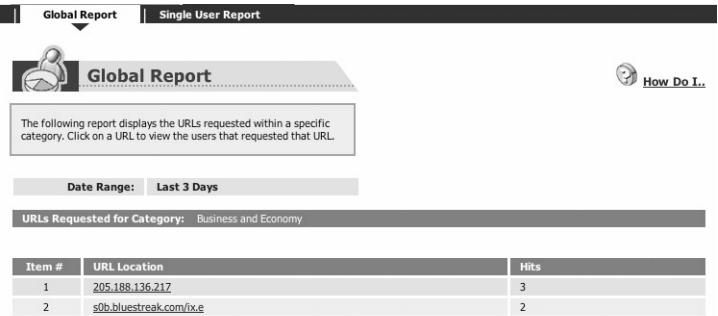 Global Report Single User Report
Global Report
How Do I..
The following report displays the URLs requested within a specific
category. Click on a URL to view the users that requested that URL.
Date Range: Last 3 Days
URLs Requested for Category: Business and Economy
Item # URL Location Hits
1 205.188.136.217 3
2 s0b.bluestreak.com/ix.e 2